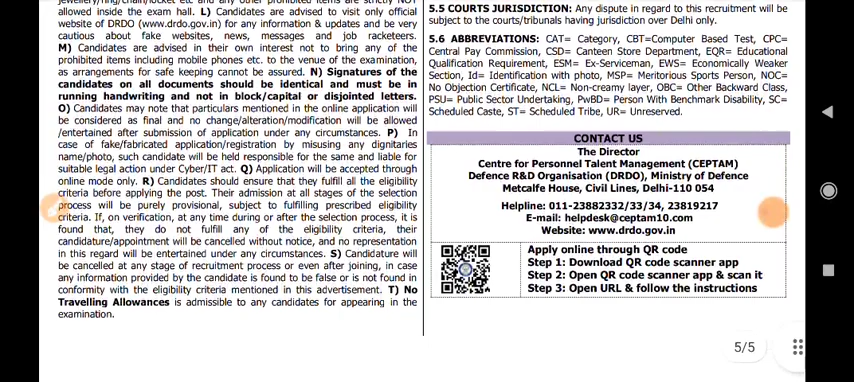 jewellery/ring/chain/locket etc and any other prohibited items are strictly NOT
allowed inside the exam hall. L) Candidates are advised to visit only official
website of DRDO (www.drdo.gov.in) for any information & updates and be very
cautious about fake websites, news, messages and job racketeers.
M) Candidates are advised in their own interest not to bring any of the
prohibited items including mobile phones etc. to the venue of the examination,
as arrangements for safe keeping cannot be assured. N) Signatures of the
candidates on all documents should be identical and must be in
running handwriting and not in block/capital or disjointed letters.
O) Candidates may note that particulars mentioned in the online application will
be considered as final and no change/alteration/modification will be allowed
/entertained after submission of application under any circumstances. P) In
case of fake/fabricated application/registration by misusing any dignitaries
name/photo, such candidate will be held responsible for the same and liable for
suitable legal action under Cyber/IT act. Q) Application will be accepted through
online mode only. R) Candidates should ensure that they fulfill all the eligibility
criteria before applying the post. Their admission at all stages of the selection
process will be purely provisional, subject to fulfilling prescribed eligibility
criteria. If, on verification, at any time during or after the selection process, it is
found that, they do not fulfill any of the eligibility criteria, their
candidature/appointment will be cancelled without notice, and no representation
in this regard will be entertained under any circumstances. S) Candidature will
be cancelled at any stage of recruitment process or even after joining, in case
any information provided by the candidate is found to be false or is not found in
conformity with the eligibility criteria mentioned in this advertisement. T) No
Travelling Allowances is admissible to any candidates for appearing in the
examination.
5.5 COURTS JURISDICTION: Any dispute in regard to this recruitment will be
subject to the courts/tribunals having jurisdiction over Delhi only.
5.6 ABBREVIATIONS: CAT= Category, CBT=Computer Based Test, CPC=
Central Pay Commission, CSD= Canteen Store Department, EQR= Educational
Qualification Requirement, ESM= Ex-Serviceman, EWS= Economically Weaker
Section, Id= Identification with photo, MSP= Meritorious Sports Person, NOC=
No Objection Certificate, NCL= Non-creamy layer, OBC= Other Backward Class,
PSU= Public Sector Undertaking, PwBD= Person With Benchmark Disability, SC=
Scheduled Caste, ST= Scheduled Tribe, UR= Unreserved.
CONTACT US
The Director
Centre for Personnel Talent Management (CEPTAM)
Defence R&D Organisation (DRDO), Ministry of Defence
Metcalfe House, Civil Lines, Delhi-110 054
Helpline: 011-23882332/33/34, 23819217
E-mail: helpdesk@ceptam10.com
Website: www.drdo.gov.in
Apply online through QR code
Step 1: Download QR code scanner app
Step 2: Open QR code scanner app & scan it
Step 3: Open URL & follow the instructions
5/5